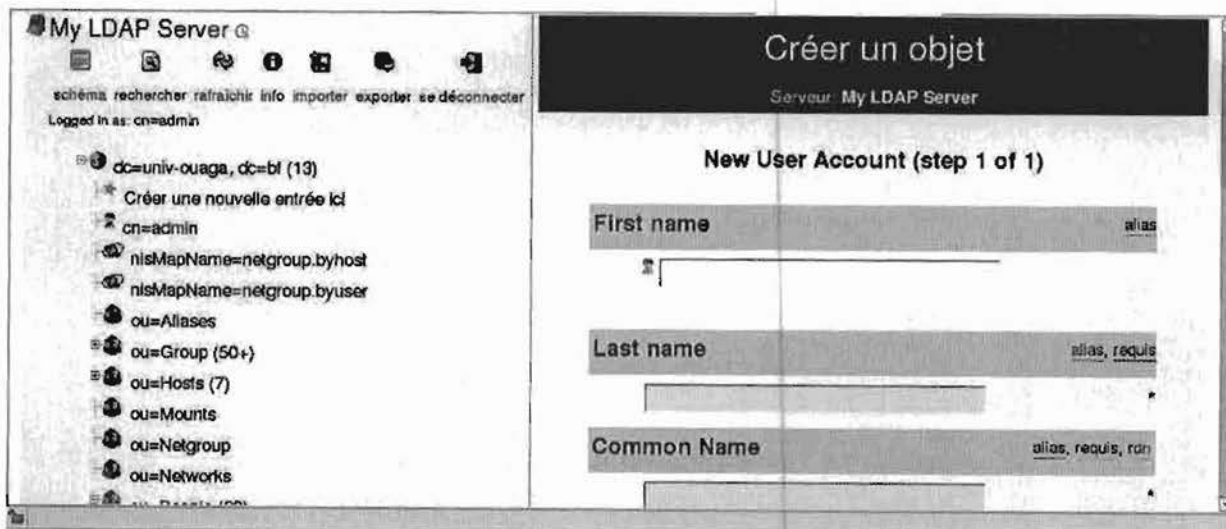 My LDAP Server
schéma rechercher rafraîchir info importer exporter se déconnecter
Logged in as: cn=admin
dc=univ-ouaga, dc=bf (13)
Créer une nouvelle entrée ici
cn=admin
nisMapName=netgroup.byhost
nisMapName=netgroup.byuser
ou=Aliases
ou=Group (50+)
ou=Hosts (7)
ou=Mounts
ou=Netgroup
ou=Networks
Créer un objet
Serveur: My LDAP Server
New User Account (step 1 of 1)
First name alias
Last name alias, requis
*
Common Name alias, requis, rdn
*